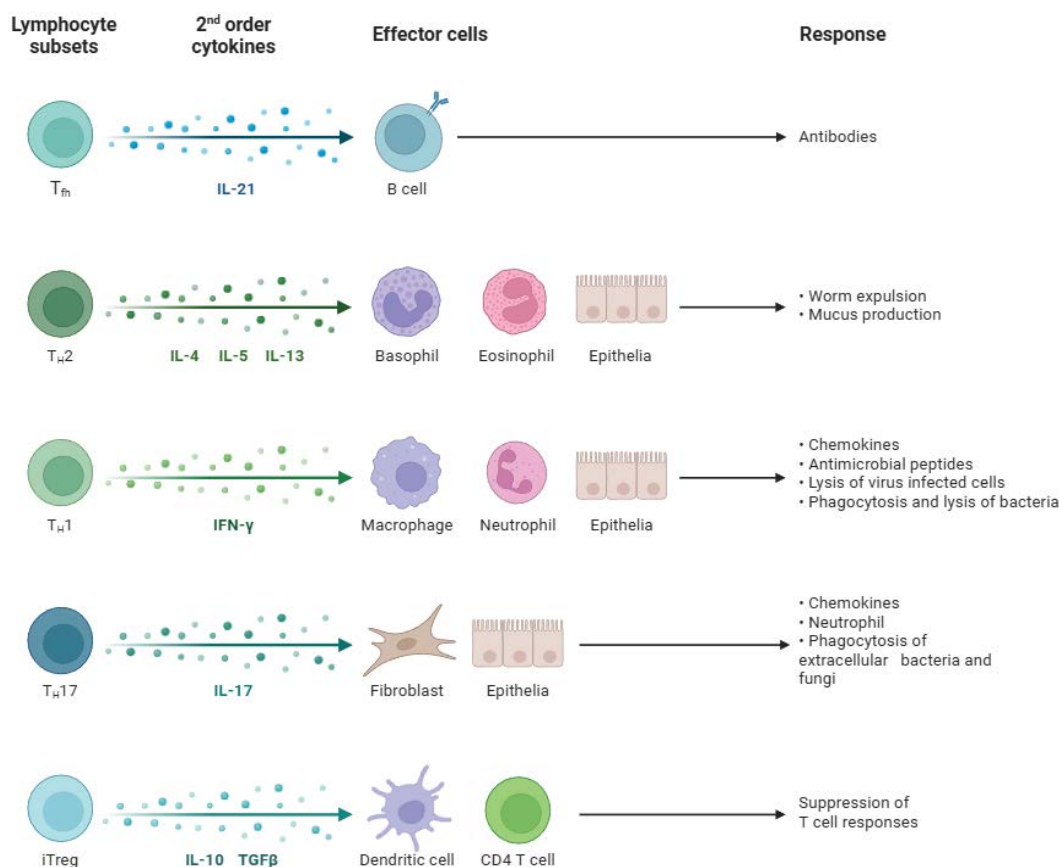 Lymphocyte
subsets
2nd order
cytokines
Effector cells
Response
Tfh
IL-21
B cell
Antibodies
TH2
IL-4 IL-5 IL-13
Basophil
Eosinophil
Epithelia
• Worm expulsion
• Mucus production
TH1
IFN-γ
Macrophage
Neutrophil
Epithelia
• Chemokines
• Antimicrobial peptides
• Lysis of virus infected cells
• Phagocytosis and lysis of bacteria
TH17
IL-17
Fibroblast
Epithelia
• Chemokines
• Neutrophil
• Phagocytosis of
extracellular bacteria and
fungi
iTreg
IL-10 TGFβ
Dendritic cell
CD4 T cell
Suppression of
T cell responses